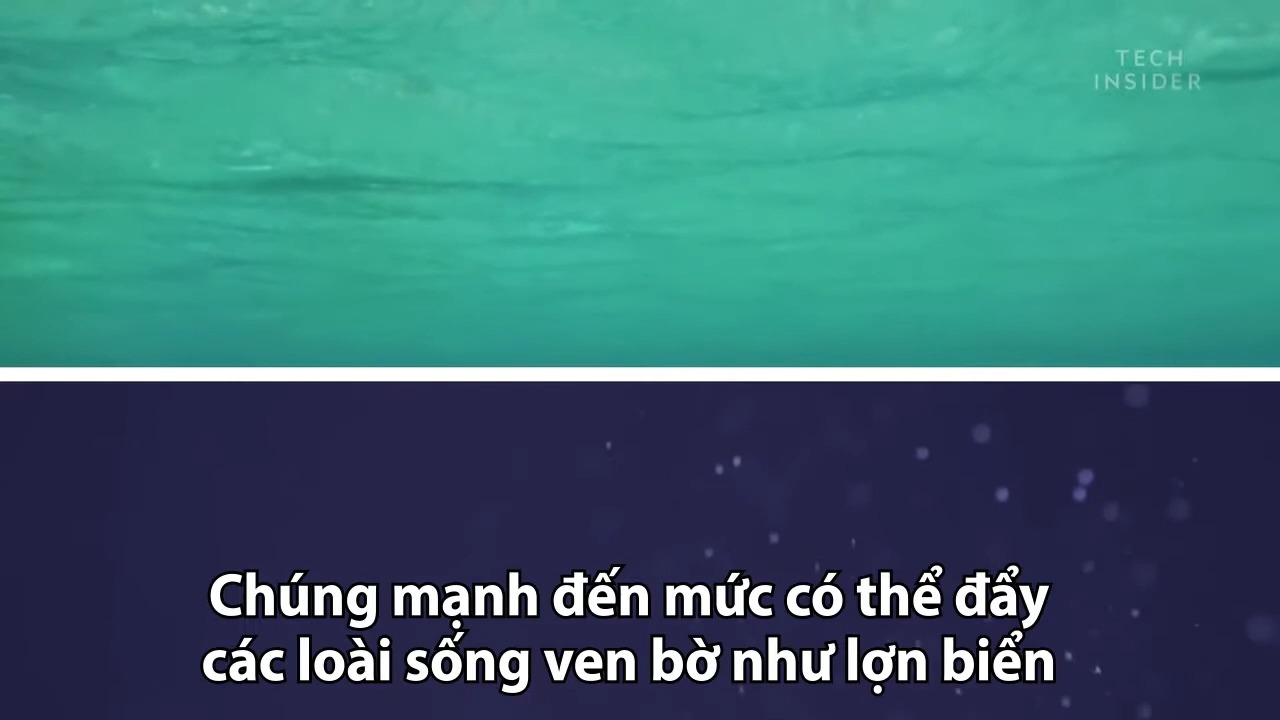 TECH
INSIDER
Chúng mạnh đến mức có thể đẩy
các loài sống ven bờ như lợn biển